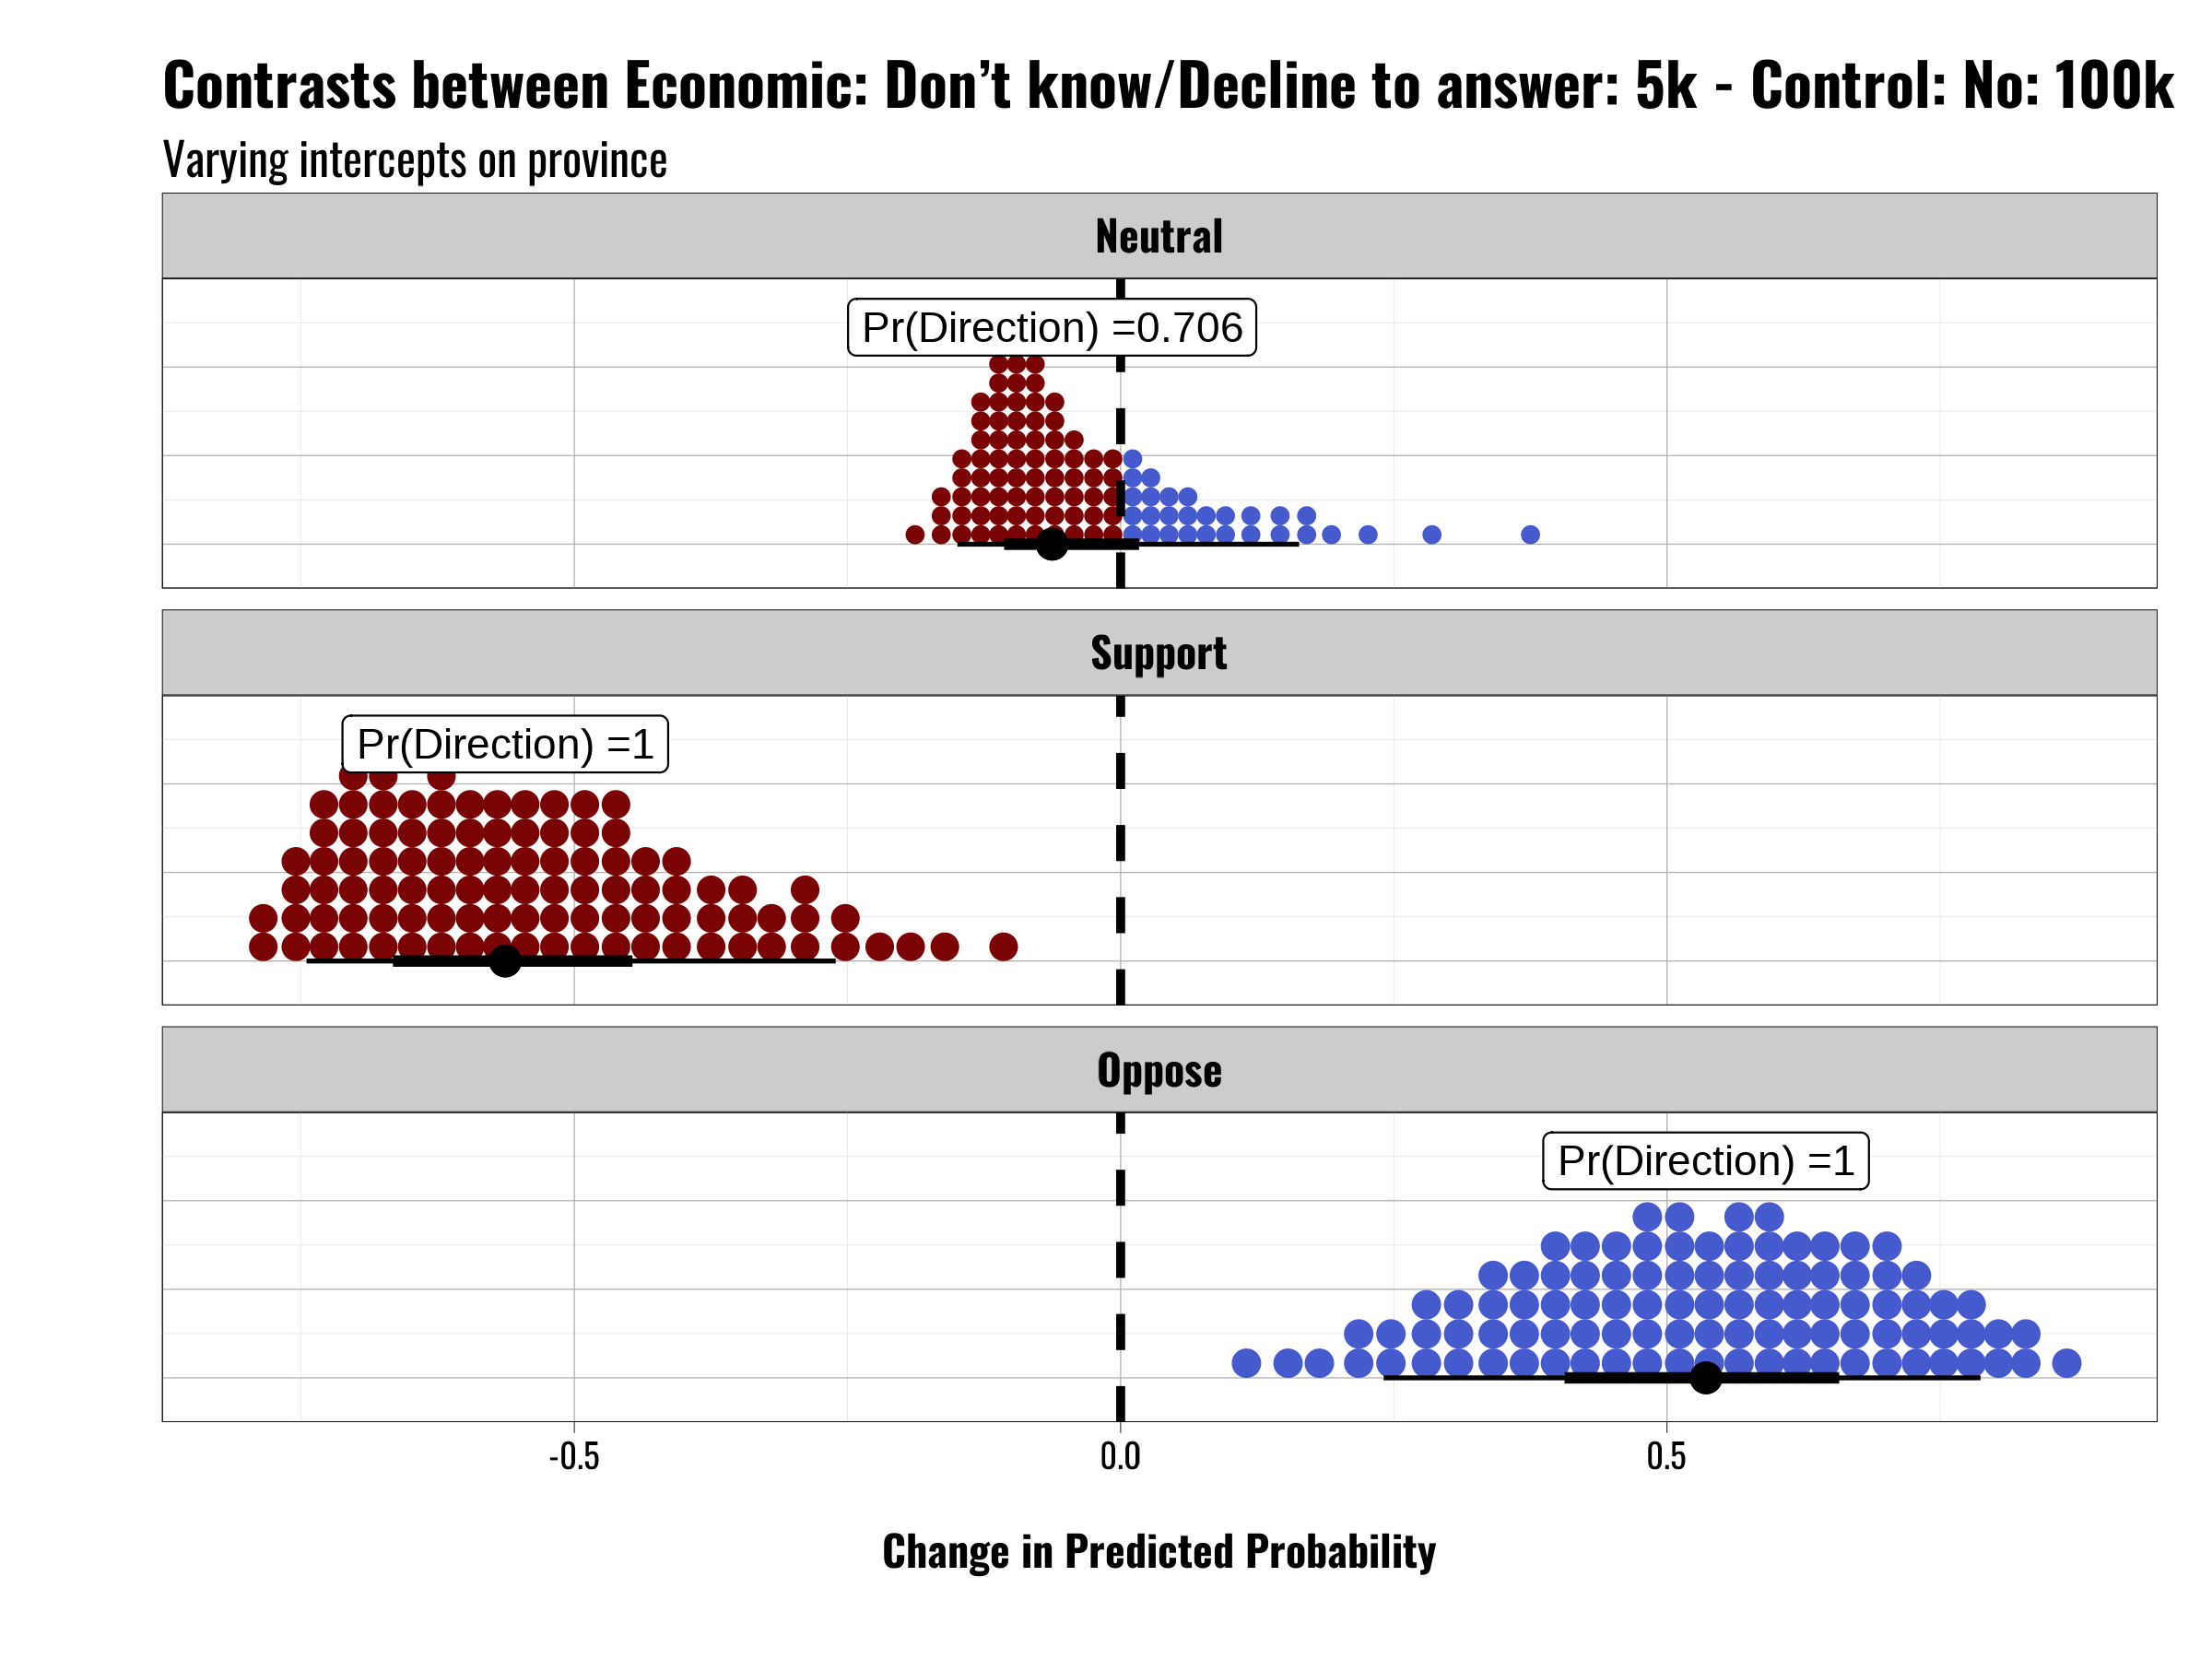 Contrasts between Economic: Don’t know/Decline to answer: 5k - Control: No: 100k
Varying intercepts on province
Neutral
Pr(Direction) =0.706
Support
Pr(Direction) =1
Oppose
Pr(Direction) =1
-0.5 0.0 0.5
Change in Predicted Probability